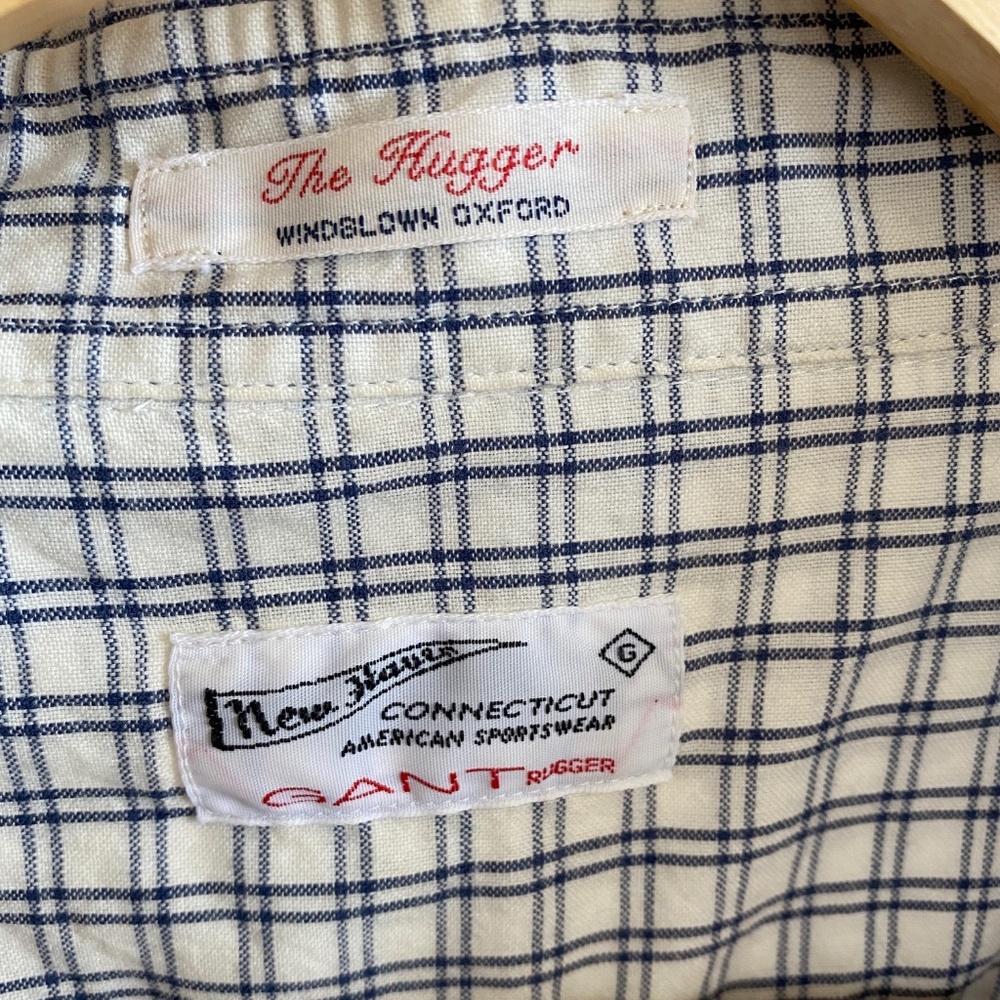 The Hugger
WINDBLOWN OXFORD
New Haven
G
CONNECTICUT
AMERICAN SPORTSWEAR
GANT RUGGER